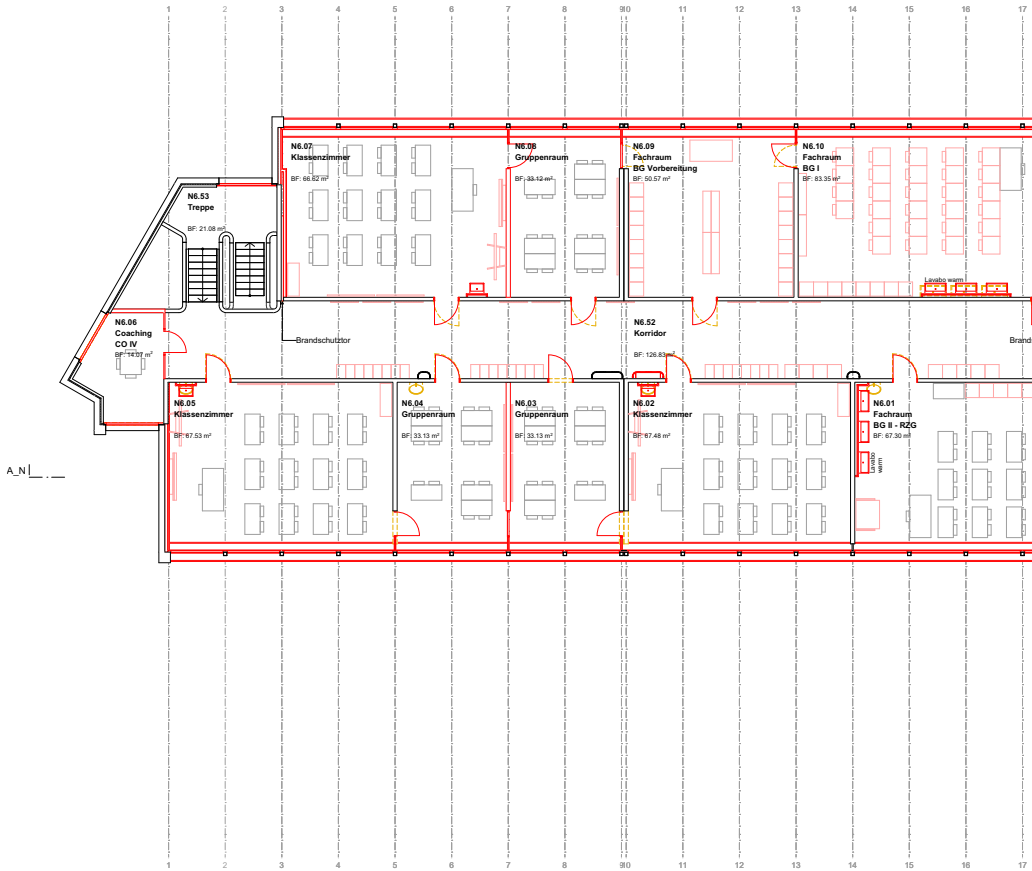 1 2 3 4 5 6 7 8 9 10 11 12 13 14 15 16 17
N6.07
Klassenzimmer
BF: 66.62 m²
N6.08
Gruppenraum
BF: 33.12 m²
N6.09
Fachraum
BG Vorbereitung
BF: 50.57 m²
N6.10
Fachraum
BG I
BF: 83.35 m²
N6.53
Treppe
BF: 21.08 m²
Lavabo warm
N6.06
Coaching
CO IV
BF: 14.07 m²
Brandschutztor
N6.52
Korridor
BF: 126.83 m²
N6.05
Klassenzimmer
BF: 67.53 m²
N6.04
Gruppenraum
BF: 33.13 m²
N6.03
Gruppenraum
BF: 33.13 m²
N6.02
Klassenzimmer
BF: 67.48 m²
N6.01
Fachraum
BG II - RZG
BF: 67.30 m²
Lavabo
warm
A_N
1 2 3 4 5 6 7 8 9 10 11 12 13 14 15 16 17